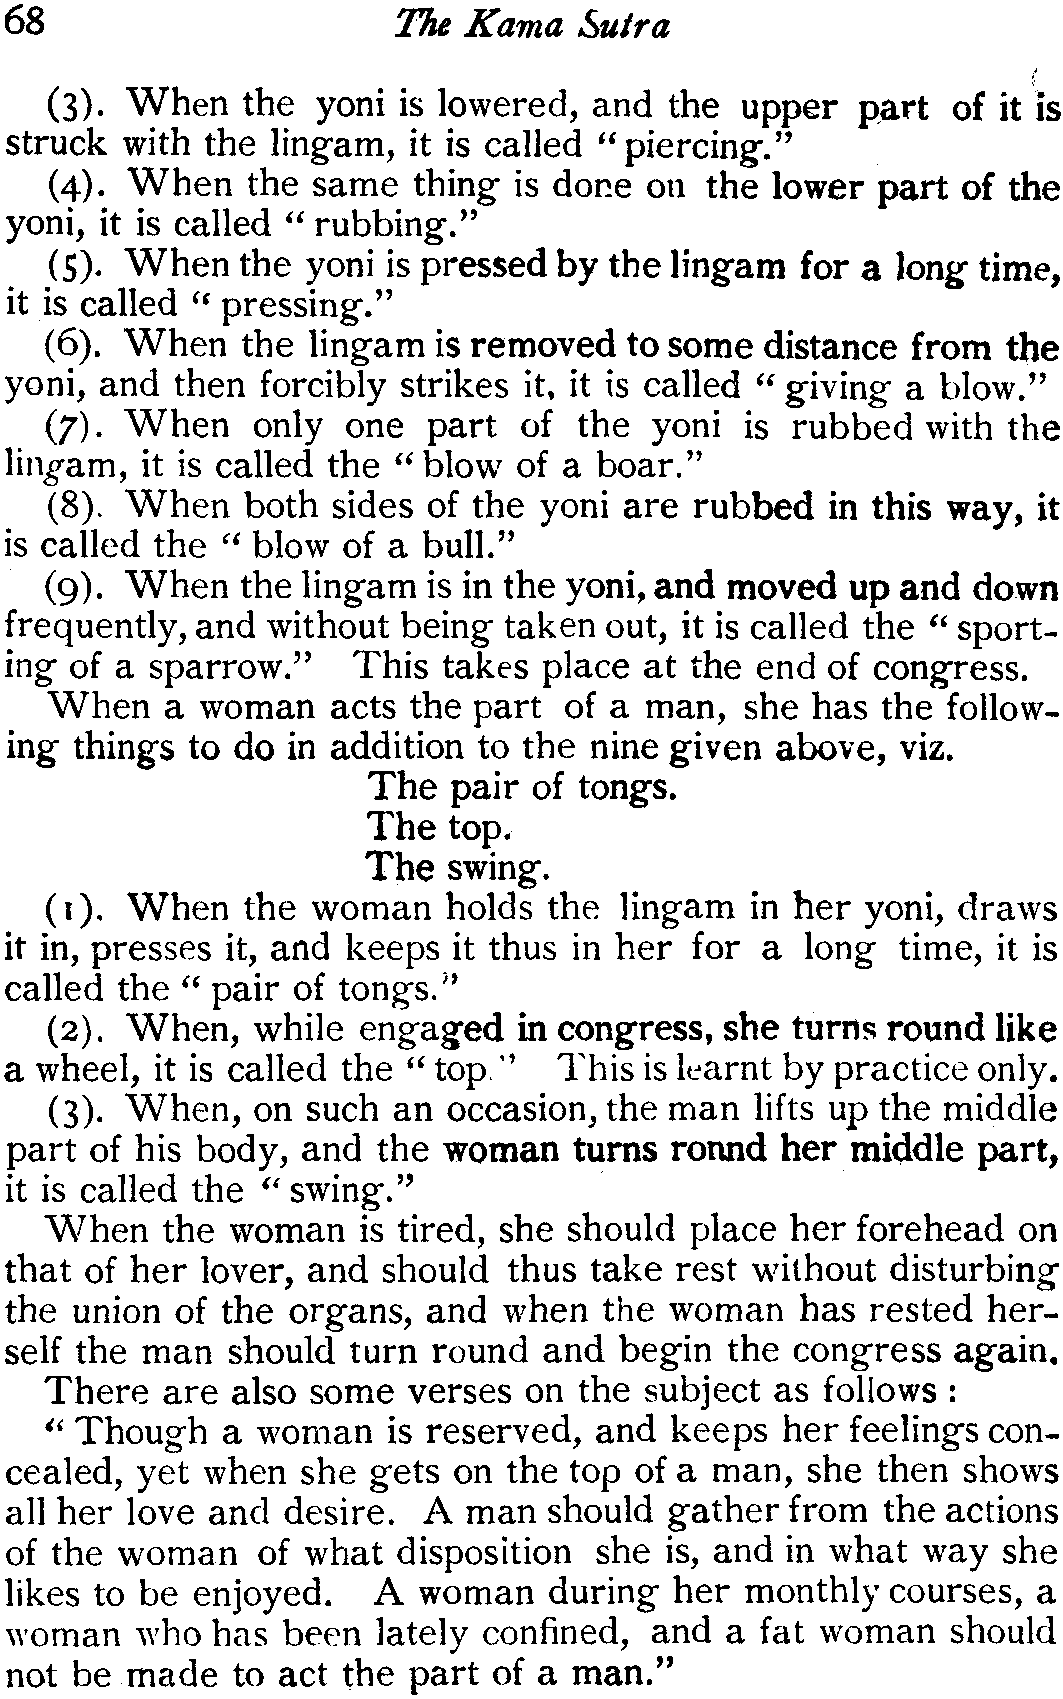 68 The Kama Sutra
(3). When the yoni is lowered, and the upper part of it is
struck with the lingam, it is called “piercing.”
(4). When the same thing is done on the lower part of the
yoni, it is called “ rubbing.”
(5). When the yoni is pressed by the lingam for a long time,
it is called “ pressing.”
(6). When the lingam is removed to some distance from the
yoni, and then forcibly strikes it, it is called “ giving a blow.”
(7). When only one part of the yoni is rubbed with the
lingam, it is called the “ blow of a boar.”
(8). When both sides of the yoni are rubbed in this way, it
is called the “ blow of a bull.”
(9). When the lingam is in the yoni, and moved up and down
frequently, and without being taken out, it is called the “ sport-
ing of a sparrow.” This takes place at the end of congress.
When a woman acts the part of a man, she has the follow-
ing things to do in addition to the nine given above, viz.
The pair of tongs.
The top.
The swing.
(1). When the woman holds the lingam in her yoni, draws
it in, presses it, and keeps it thus in her for a long time, it is
called the “ pair of tongs.”
(2). When, while engaged in congress, she turns round like
a wheel, it is called the “ top.” This is learnt by practice only.
(3). When, on such an occasion, the man lifts up the middle
part of his body, and the woman turns ronnd her middle part,
it is called the “ swing.”
When the woman is tired, she should place her forehead on
that of her lover, and should thus take rest without disturbing
the union of the organs, and when the woman has rested her-
self the man should turn round and begin the congress again.
There are also some verses on the subject as follows :
“ Though a woman is reserved, and keeps her feelings con-
cealed, yet when she gets on the top of a man, she then shows
all her love and desire. A man should gather from the actions
of the woman of what disposition she is, and in what way she
likes to be enjoyed. A woman during her monthly courses, a
woman who has been lately confined, and a fat woman should
not be made to act the part of a man.”